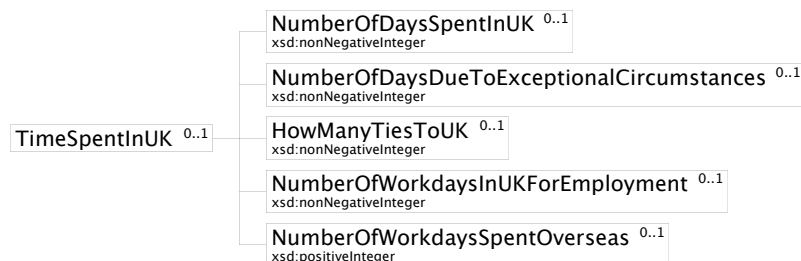 NumberOfDaysSpentInUK 0..1
xsd:nonNegativeInteger
NumberOfDaysDueToExceptionalCircumstances 0..1
xsd:nonNegativeInteger
TimeSpentInUK 0..1
HowManyTiesToUK 0..1
xsd:nonNegativeInteger
NumberOfWorkdaysInUKForEmployment 0..1
xsd:nonNegativeInteger
NumberOfWorkdaysSpentOverseas 0..1
xsd:positiveInteger